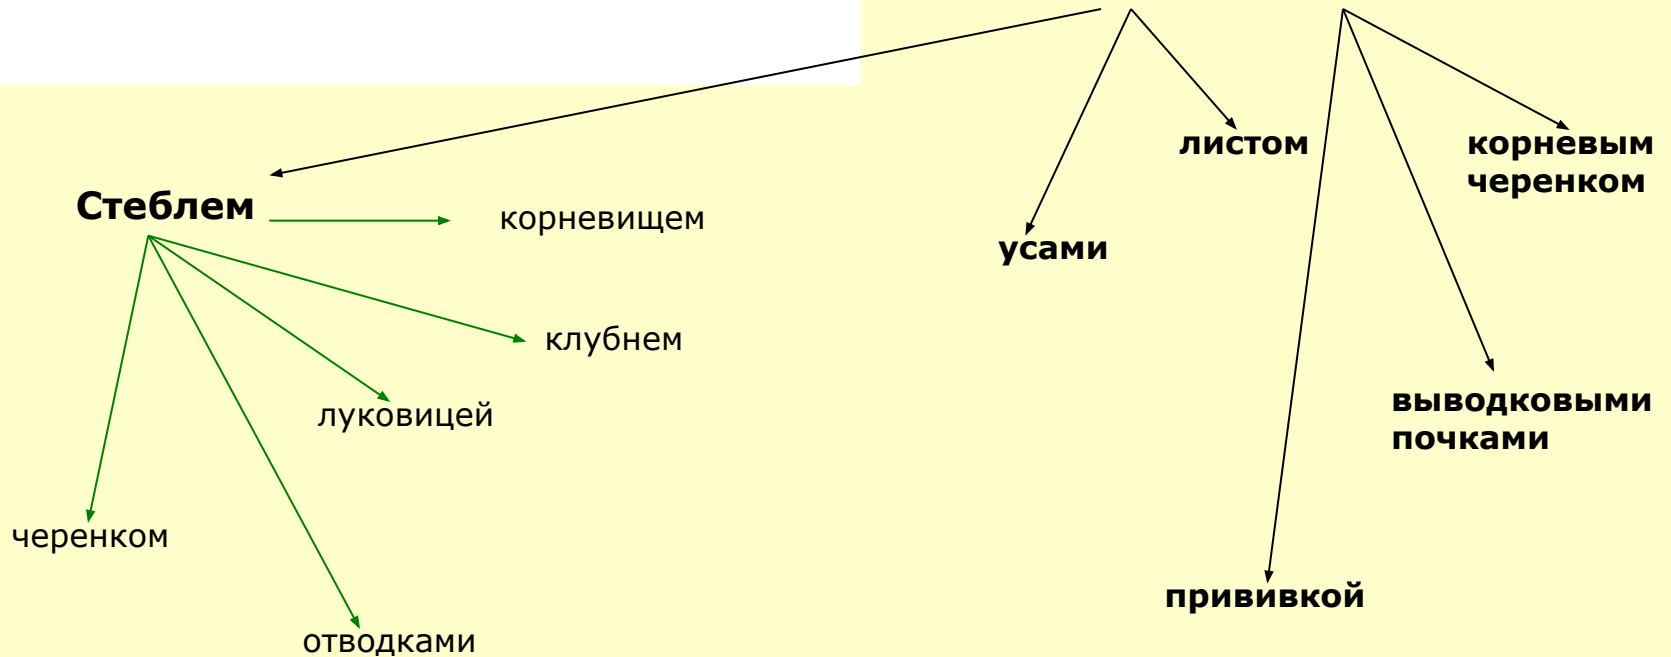 листом
корневым
черенком
Стеблем
корневищем
усами
клубнем
выводковыми
почками
луковицей
черенком
прививкой
отводками